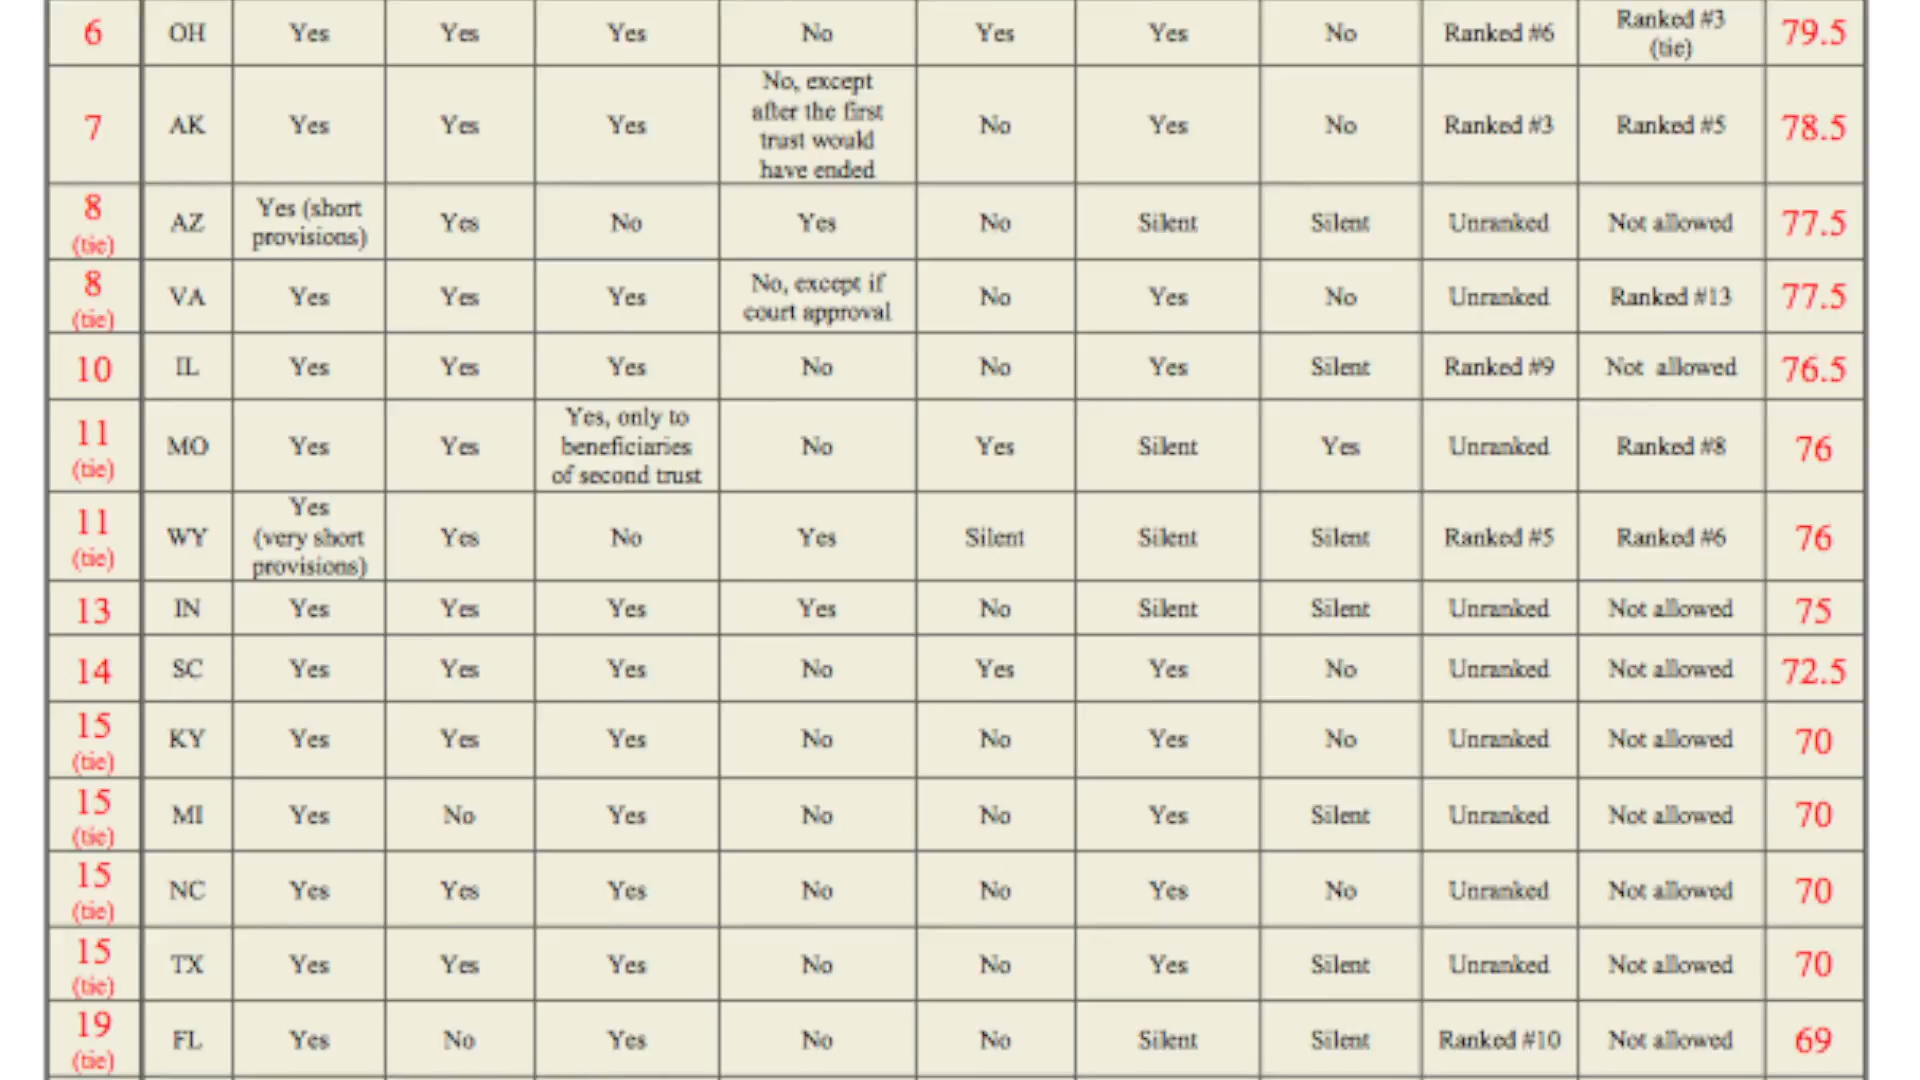 6 OH Yes Yes Yes No Yes Yes No Ranked #6 Ranked #3 (tie) 79.5
7 AK Yes Yes Yes No, except after the first trust would have ended No Yes No Ranked #3 Ranked #5 78.5
8 (tie) AZ Yes (short provisions) Yes No Yes No Silent Silent Unranked Not allowed 77.5
8 (tie) VA Yes Yes Yes No, except if court approval No Yes No Unranked Ranked #13 77.5
10 IL Yes Yes Yes No No Yes Silent Ranked #9 Not allowed 76.5
11 (tie) MO Yes Yes Yes, only to beneficiaries of second trust No Yes Silent Yes Unranked Ranked #8 76
11 (tie) WY Yes (very short provisions) Yes No Yes Silent Silent Silent Ranked #5 Ranked #6 76
13 IN Yes Yes Yes Yes No Silent Silent Unranked Not allowed 75
14 SC Yes Yes Yes No Yes Yes No Unranked Not allowed 72.5
15 (tie) KY Yes Yes Yes No No Yes No Unranked Not allowed 70
15 (tie) MI Yes No Yes No No Yes Silent Unranked Not allowed 70
15 (tie) NC Yes Yes Yes No No Yes No Unranked Not allowed 70
15 (tie) TX Yes Yes Yes No No Yes Silent Unranked Not allowed 70
19 (tie) FL Yes No Yes No No Silent Silent Ranked #10 Not allowed 69